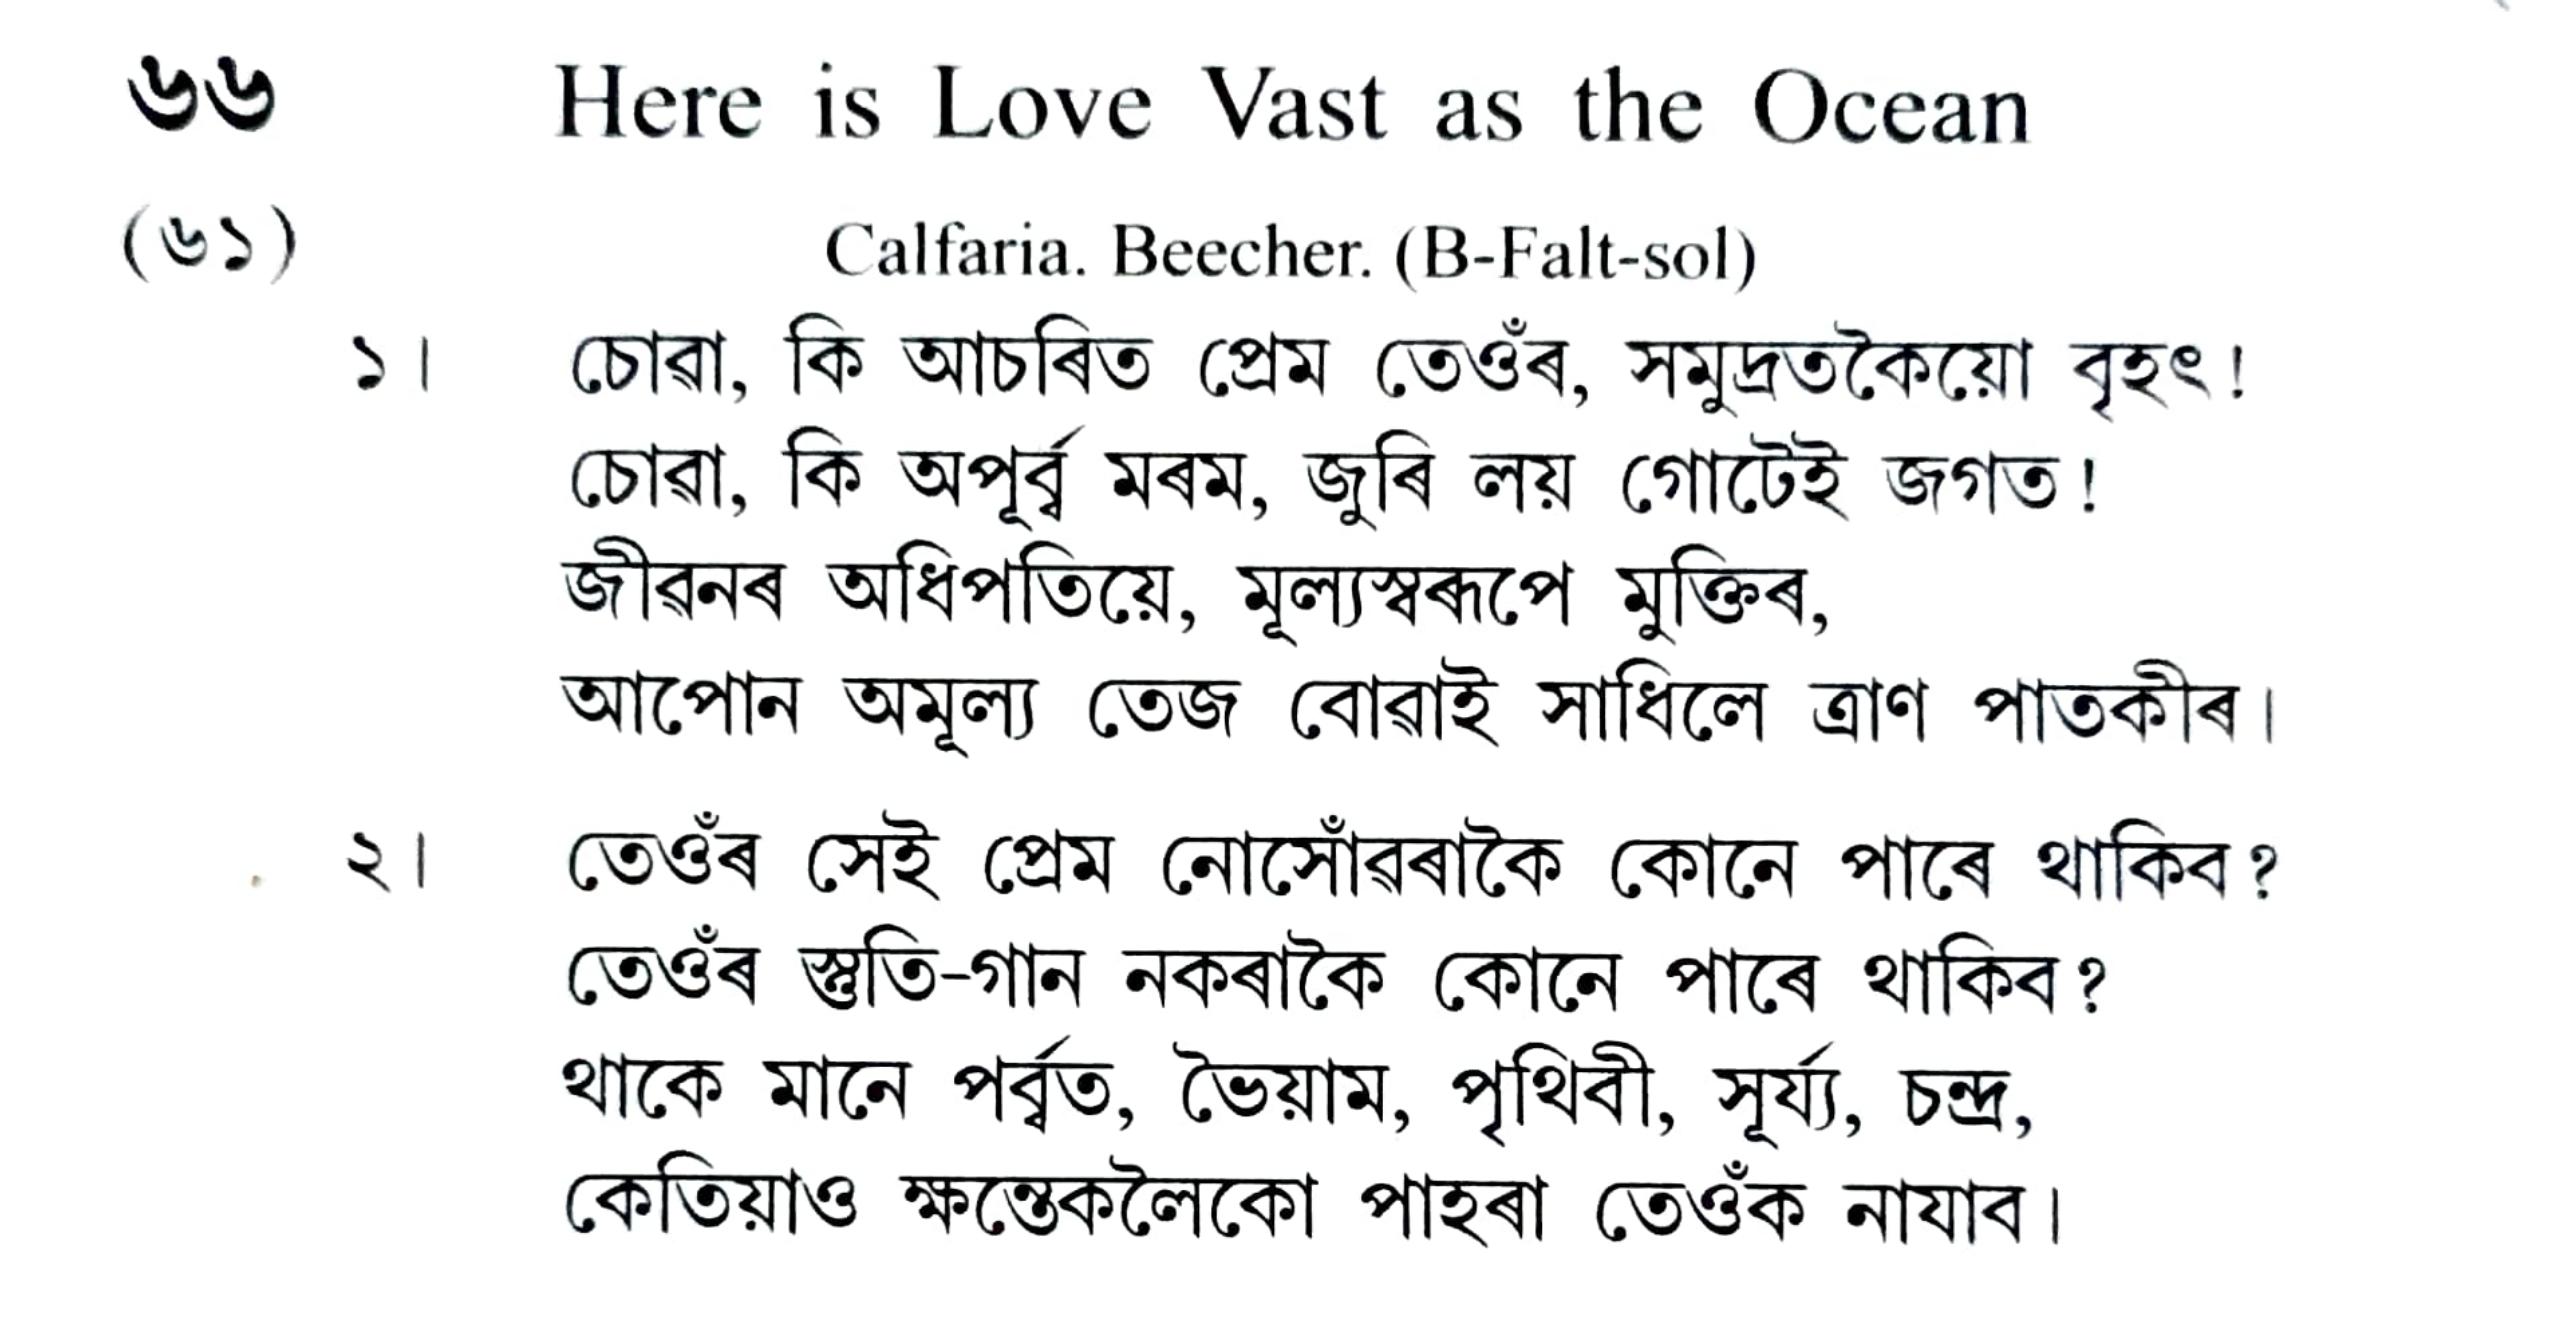 ৬৬ Here is Love Vast as the Ocean
(৬১) Calfaria. Beecher. (B-Falt-sol)
১। চোৱা, কি আচৰিত প্ৰেম তেওঁৰ, সমুদ্ৰতকৈয়ো বৃহৎ!
চোৱা, কি অপূৰ্ব্ব মৰম, জুৰি লয় গোটেই জগত!
জীৱনৰ অধিপতিয়ে, মূল্যস্বৰূপে মুক্তিৰ,
আপোন অমূল্য তেজ বোৱাই সাধিলে ত্ৰাণ পাতকীৰ।
২। তেওঁৰ সেই প্ৰেম নোসোঁৱৰাকৈ কোনে পাৰে থাকিব?
তেওঁৰ স্তুতি-গান নকৰাকৈ কোনে পাৰে থাকিব?
থাকে মানে পৰ্ব্বত, ভৈয়াম, পৃথিবী, সূৰ্য্য, চন্দ্ৰ,
কেতিয়াও ক্ষন্তেকলৈকো পাহৰা তেওঁক নাযাব।